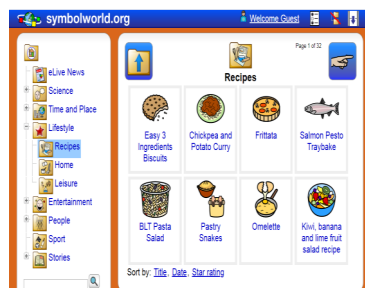 symbolworld.org
Welcome Guest
eLive News
Science
Time and Place
Lifestyle
Recipes
Home
Leisure
Entertainment
People
Sport
Stories
Page 1 of 32
Recipes
Easy 3
Ingredients
Biscuits
Chickpea and
Potato Curry
Frittata
Salmon Pesto
Traybake
BLT Pasta
Salad
Pastry
Snakes
Omelette
Kiwi, banana
and lime fruit
salad recipe
Sort by: Title, Date, Star rating